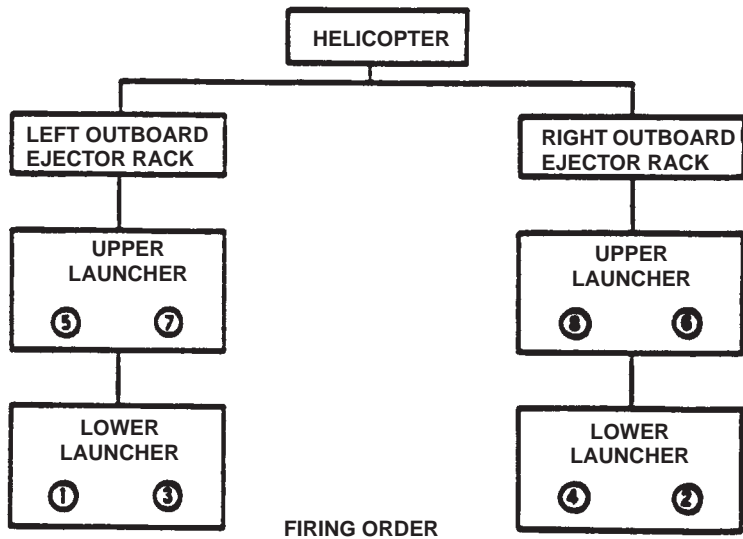 HELICOPTER
LEFT OUTBOARD
EJECTOR RACK
RIGHT OUTBOARD
EJECTOR RACK
UPPER
LAUNCHER
5 7
UPPER
LAUNCHER
8 6
LOWER
LAUNCHER
1 3
LOWER
LAUNCHER
4 2
FIRING ORDER